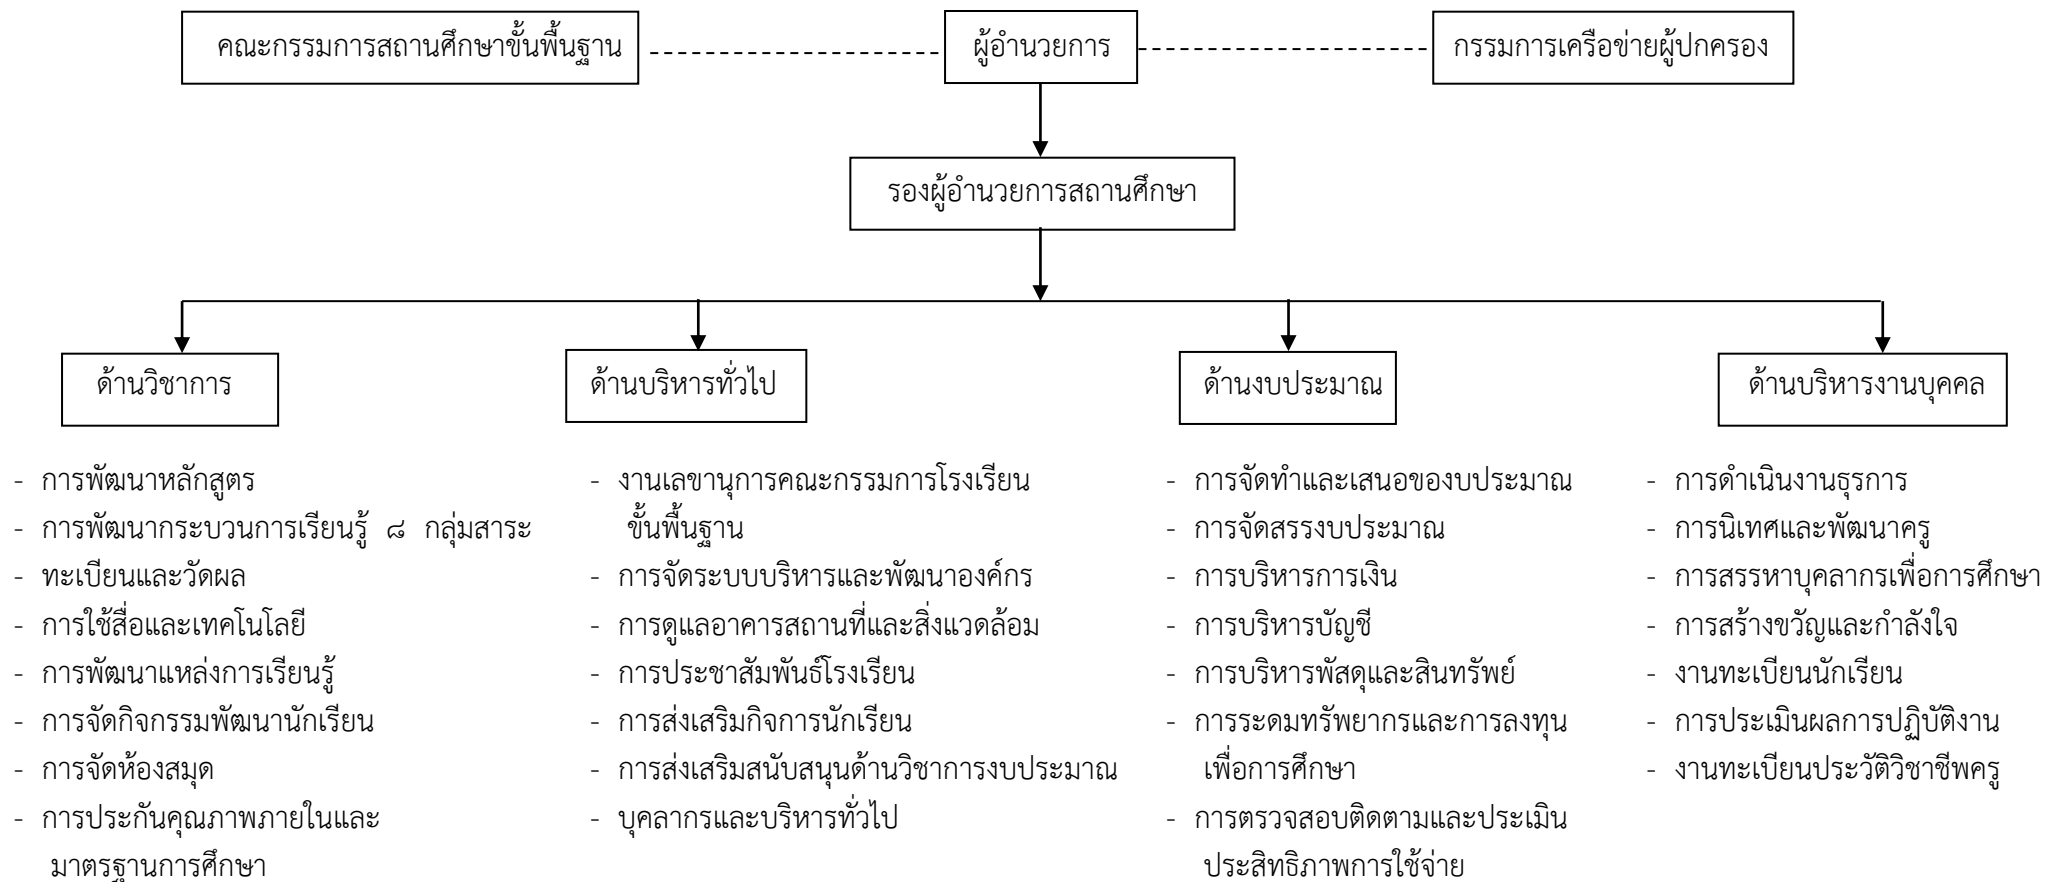 คณะกรรมการสถานศึกษาขั้นพื้นฐาน
ผู้อำนวยการ
กรรมการเครือข่ายผู้ปกครอง
รองผู้อำนวยการสถานศึกษา
ด้านวิชาการ
ด้านบริหารทั่วไป
ด้านงบประมาณ
ด้านบริหารงานบุคคล
- การพัฒนาหลักสูตร
- การพัฒนากระบวนการเรียนรู้ ๘ กลุ่มสาระ
- ทะเบียนและวัดผล
- การใช้สื่อและเทคโนโลยี
- การพัฒนาแหล่งการเรียนรู้
- การจัดกิจกรรมพัฒนานักเรียน
- การจัดห้องสมุด
- การประกันคุณภาพภายในและ
มาตรฐานการศึกษา
- งานเลขานุการคณะกรรมการโรงเรียน
ขั้นพื้นฐาน
- การจัดระบบบริหารและพัฒนาองค์กร
- การดูแลอาคารสถานที่และสิ่งแวดล้อม
- การประชาสัมพันธ์โรงเรียน
- การส่งเสริมกิจการนักเรียน
- การส่งเสริมสนับสนุนด้านวิชาการงบประมาณ
- บุคลากรและบริหารทั่วไป
- การจัดทำและเสนอของบประมาณ
- การจัดสรรงบประมาณ
- การบริหารการเงิน
- การบริหารบัญชี
- การบริหารพัสดุและสินทรัพย์
- การระดมทรัพยากรและการลงทุน
เพื่อการศึกษา
- การตรวจสอบติดตามและประเมิน
ประสิทธิภาพการใช้จ่าย
- การดำเนินงานธุรการ
- การนิเทศและพัฒนาครู
- การสรรหาบุคลากรเพื่อการศึกษา
- การสร้างขวัญและกำลังใจ
- งานทะเบียนนักเรียน
- การประเมินผลการปฏิบัติงาน
- งานทะเบียนประวัติวิชาชีพครู